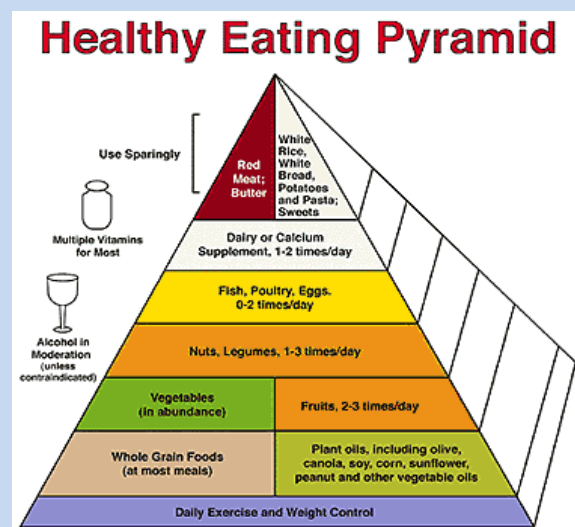 Healthy Eating Pyramid
Use Sparingly
Red
Meat;
Butter
White
Rice,
White
Bread,
Potatoes
and Pasta;
Sweets
Multiple Vitamins
for Most
Dairy or Calcium
Supplement, 1-2 times/day
Fish, Poultry, Eggs.
0-2 times/day
Alcohol in
Moderation
(unless
contraindicated)
Nuts, Legumes, 1-3 times/day
Vegetables
(in abundance)
Fruits, 2-3 times/day
Whole Grain Foods
(at most meals)
Plant oils, including olive,
canola, soy, corn, sunflower,
peanut and other vegetable oils
Daily Exercise and Weight Control